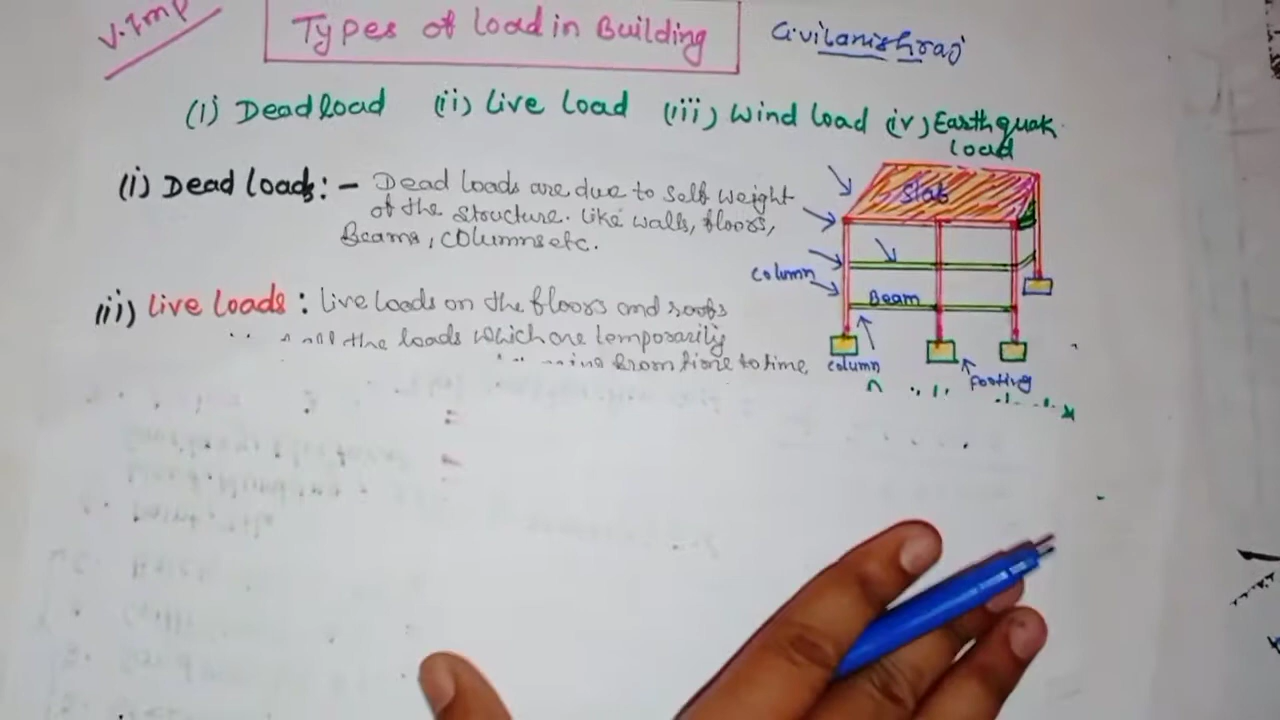 V.Imp
Types of load in Building
Civilanishraj
(i) Dead load (ii) Live load (iii) Wind load (iv) Earthquak
load
(i) Dead loads: - Dead loads are due to self weight
of the structure. Like walls, floors,
Beams, columns etc.
Slab
column
Beam
column
footing
(ii) Live loads: Live loads on the floors and roofs
all the loads which are temporarily
from time to time